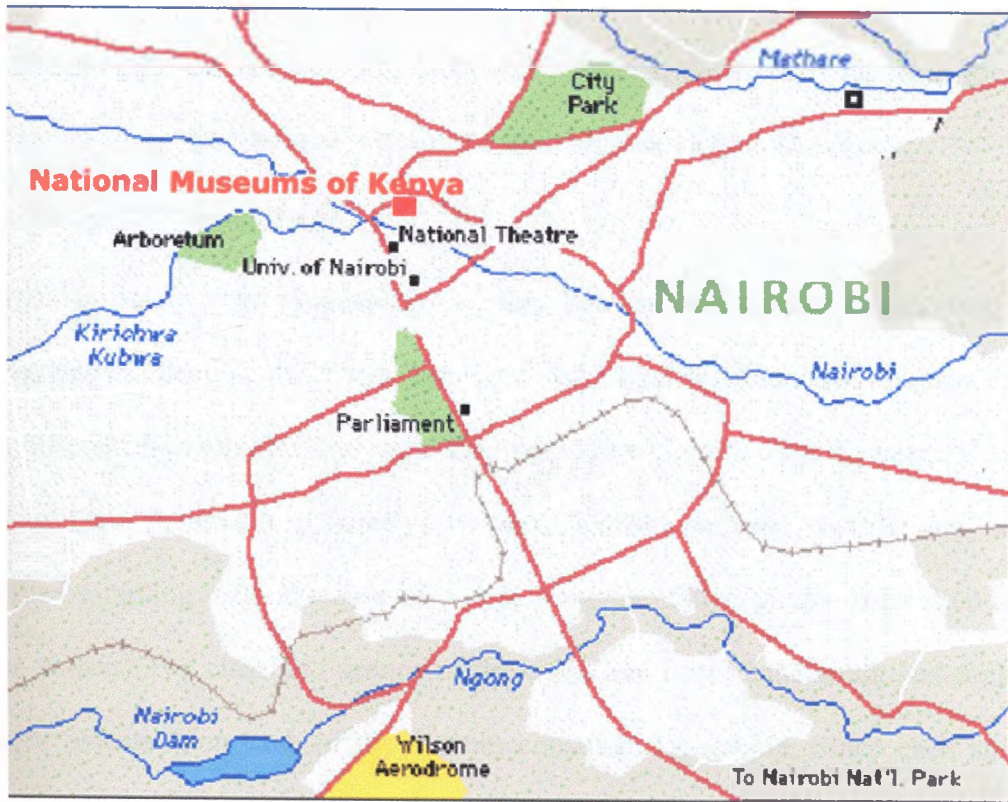 Mathare
City
Park
National Museums of Kenya
National Theatre
Arboretum
Univ. of Nairobi
NAIROBI
Kirichwa
Kubwa
Nairobi
Parliament
Ngong
Nairobi
Dam
Wilson
Aerodrome
To Nairobi Nat'l. Park